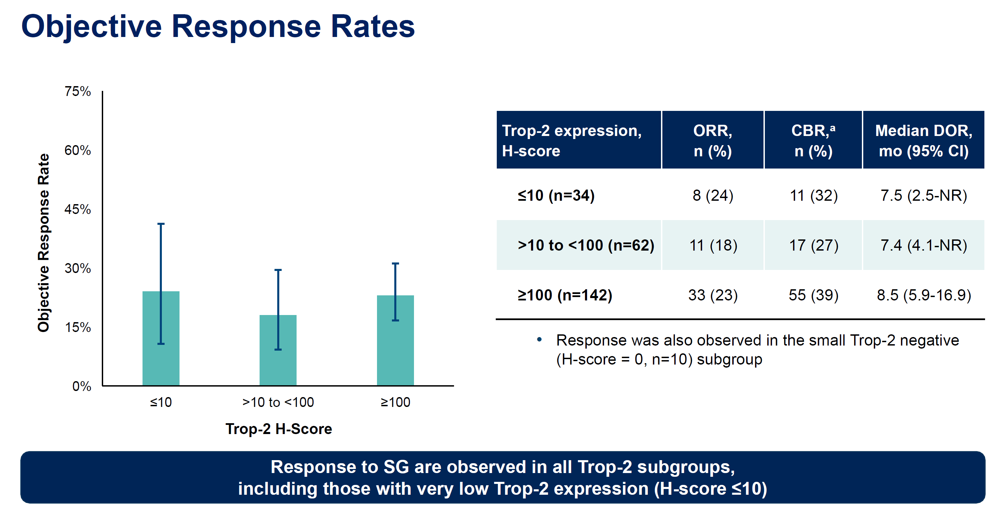 Objective Response Rates
75%
60%
45%
30%
15%
0%
Objective Response Rate
≤10
>10 to <100
≥100
Trop-2 H-Score
Trop-2 expression,
H-score
ORR,
n (%)
CBR,ᵃ
n (%)
Median DOR,
mo (95% CI)
≤10 (n=34) 8 (24) 11 (32) 7.5 (2.5-NR)
>10 to <100 (n=62) 11 (18) 17 (27) 7.4 (4.1-NR)
≥100 (n=142) 33 (23) 55 (39) 8.5 (5.9-16.9)
• Response was also observed in the small Trop-2 negative
(H-score = 0, n=10) subgroup
Response to SG are observed in all Trop-2 subgroups,
including those with very low Trop-2 expression (H-score ≤10)